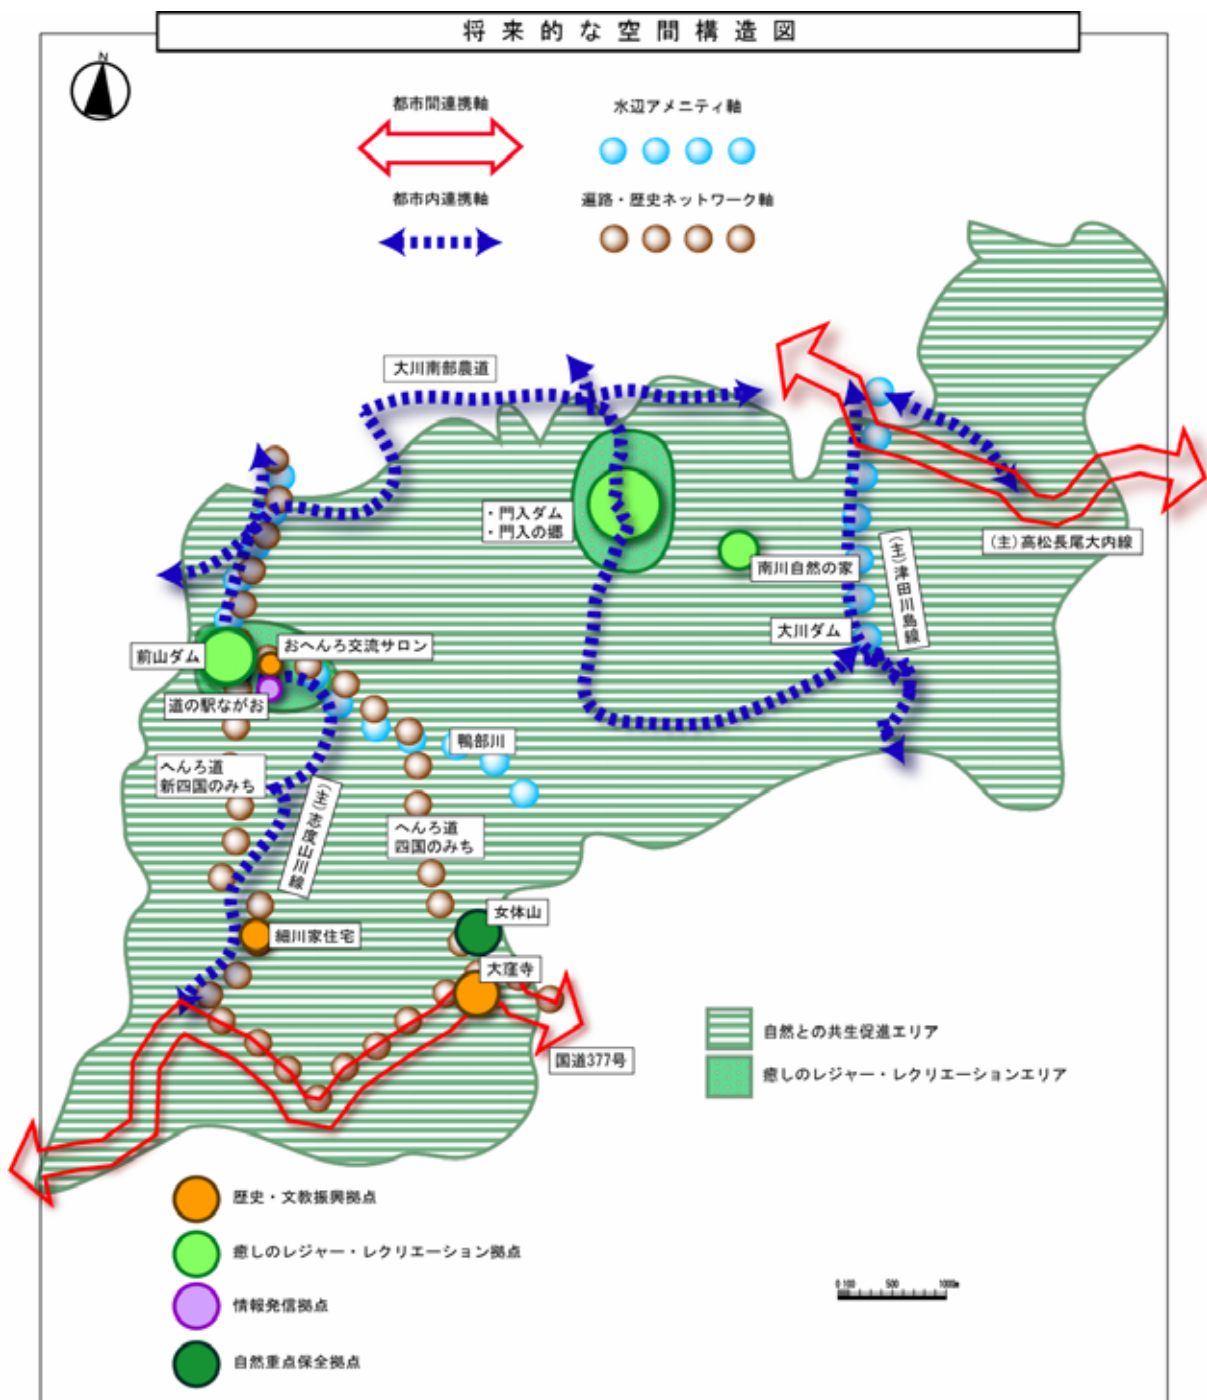 将来的な空間構造図
N
都市間連携軸
水辺アメニティ軸
都市内連携軸
遍路・歴史ネットワーク軸
大川南部農道
・門入ダム
・門入の郷
南川自然の家
(主)高松長尾大内線
(主)津田川島線
大川ダム
前山ダム
おへんろ交流サロン
道の駅ながお
鴨部川
へんろ道
新四国のみち
(主)志度山川線
へんろ道
四国のみち
女体山
細川家住宅
大窪寺
国道377号
自然との共生促進エリア
癒しのレジャー・レクリエーションエリア
歴史・文教振興拠点
癒しのレジャー・レクリエーション拠点
情報発信拠点
自然重点保全拠点
0 100 500 1000m